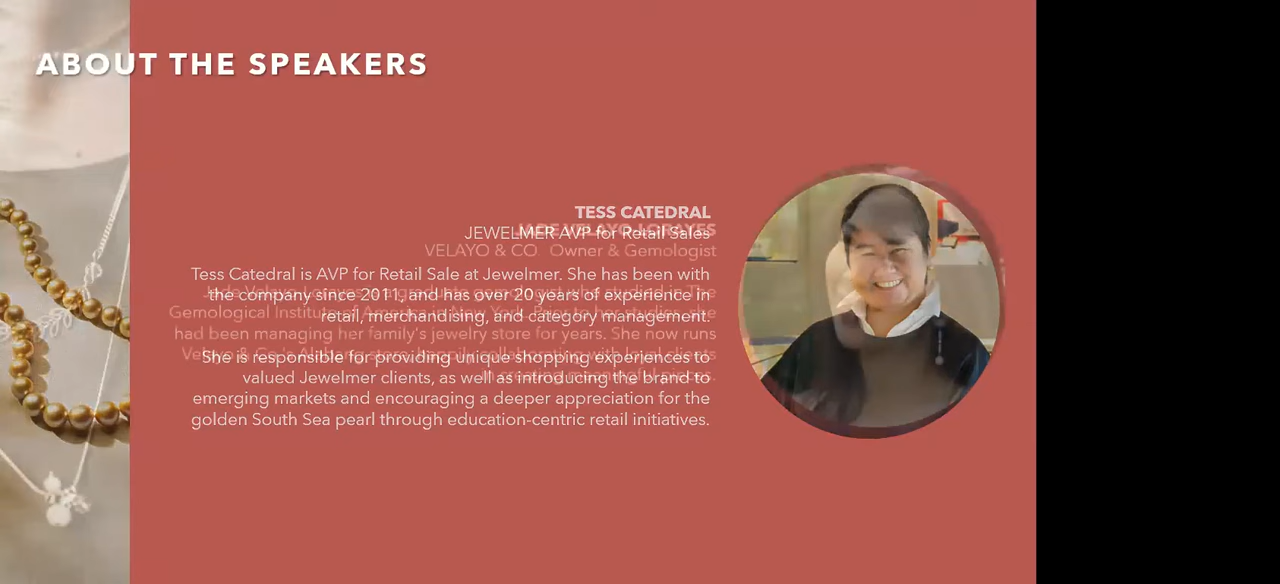 ABOUT THE SPEAKERS
TESS CATEDRAL
JEWELMER AVP for Retail Sales
VELAYO & CO. Owner & Gemologist
Tess Catedral is AVP for Retail Sale at Jewelmer. She has been with
the company since 2011, and has over 20 years of experience in
retail, merchandising, and category management.
had been managing her family's jewelry store for years. She now runs
She is responsible for providing unique shopping experiences to
valued Jewelmer clients, as well as introducing the brand to
emerging markets and encouraging a deeper appreciation for the
golden South Sea pearl through education-centric retail initiatives.